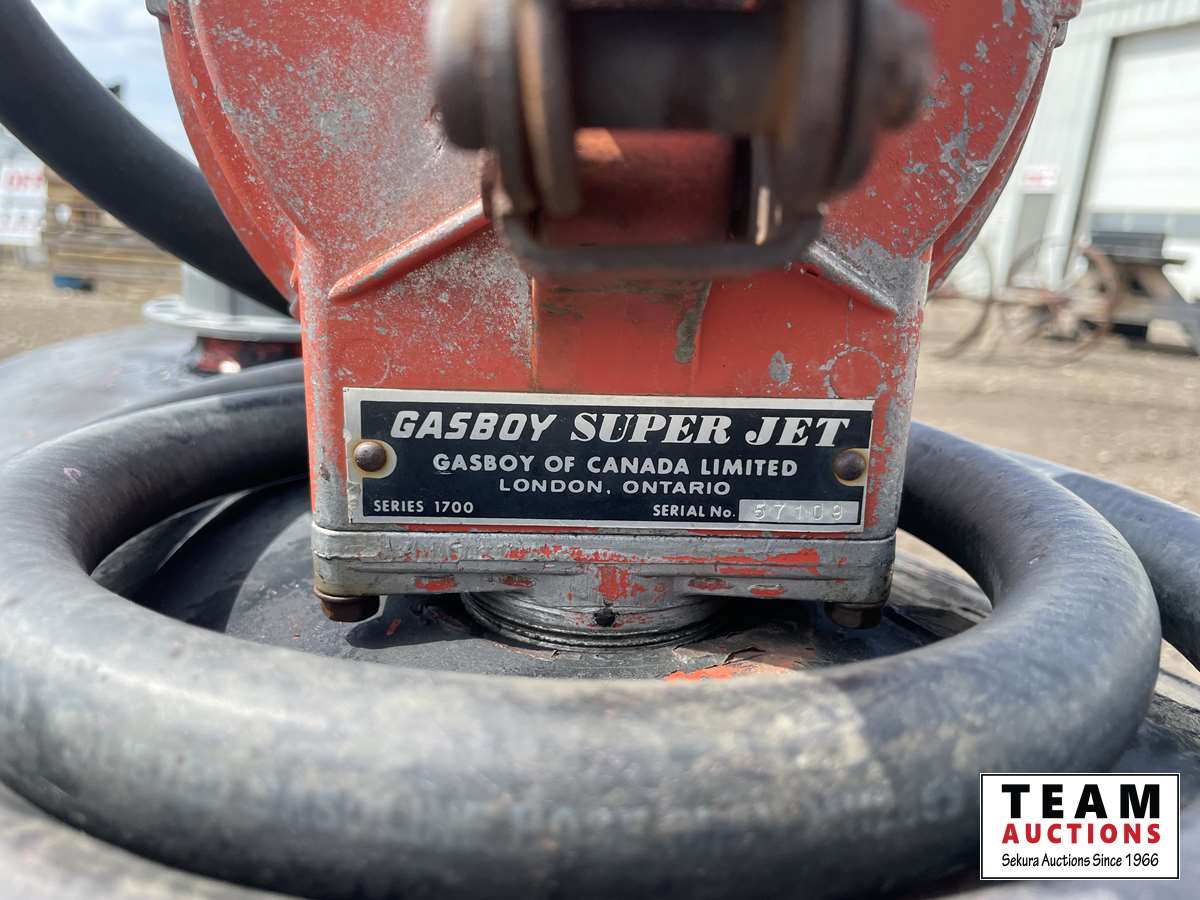 GASBOY SUPER JET
GASBOY OF CANADA LIMITED
LONDON, ONTARIO
SERIES 1700 SERIAL No. 57109
TEAM
AUCTIONS
Sekura Auctions Since 1966